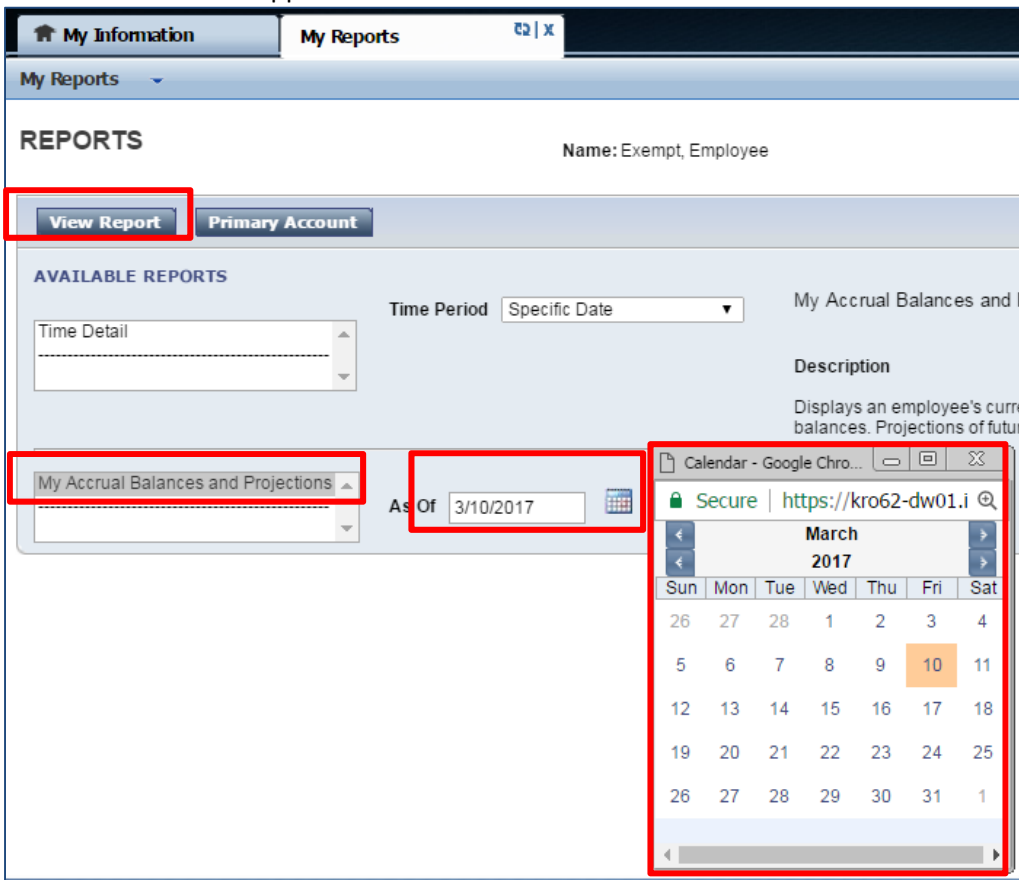 My Information
My Reports
My Reports
REPORTS
Name: Exempt, Employee
View Report
Primary Account
AVAILABLE REPORTS
Time Detail
--------------------------------------------------
Time Period Specific Date
My Accrual Balances and
Description
Displays an employee's curre
balances. Projections of futur
My Accrual Balances and Projections
--------------------------------------------------
As Of 3/10/2017
Calendar - Google Chro...
Secure | https://kro62-dw01.i
March
2017
Sun Mon Tue Wed Thu Fri Sat
26 27 28 1 2 3 4
5 6 7 8 9 10 11
12 13 14 15 16 17 18
19 20 21 22 23 24 25
26 27 28 29 30 31 1